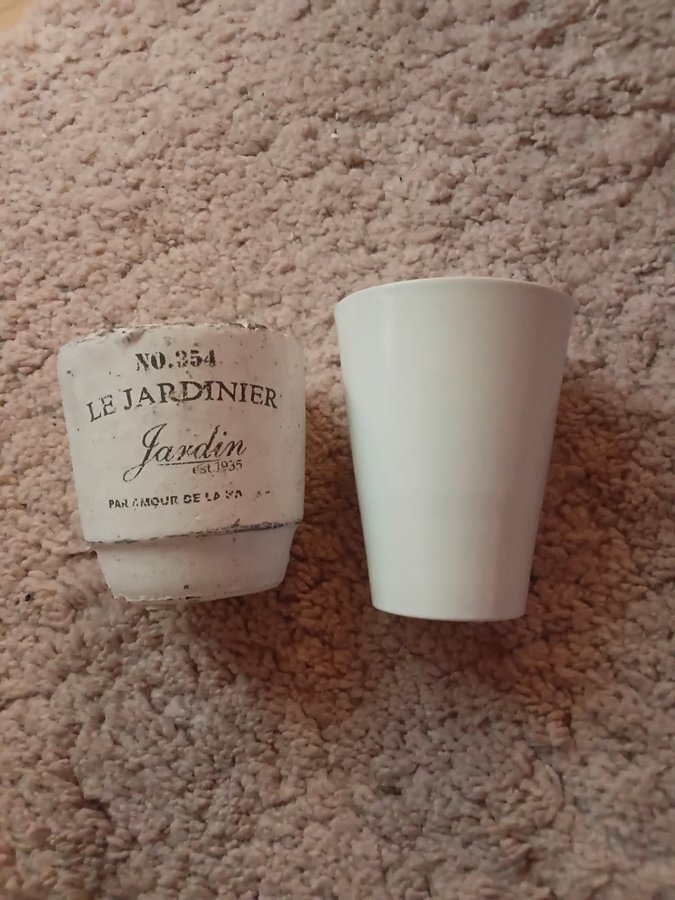 NO.354
LE JARDINIER
Jardin
est.1935
PAR AMOUR DE LA